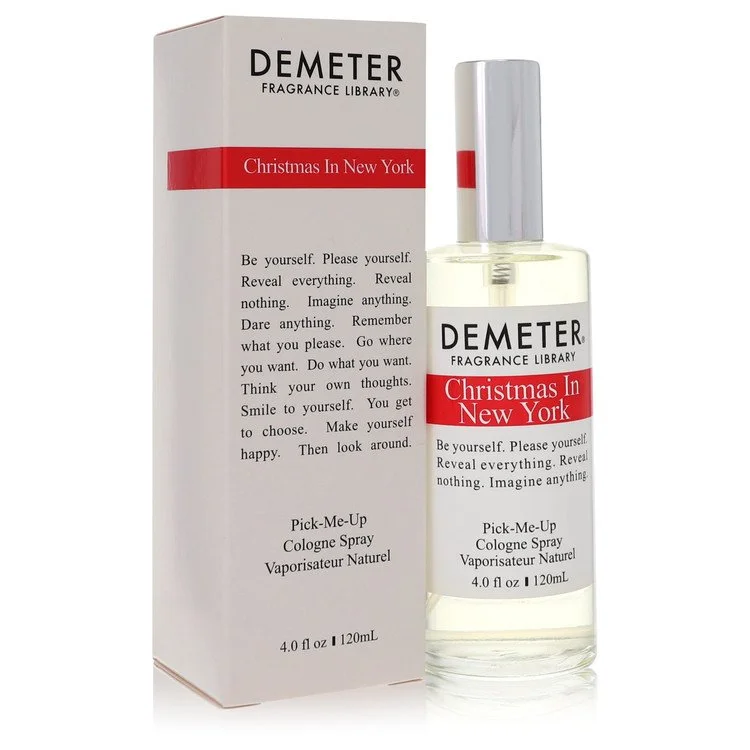 DEMETER
FRAGRANCE LIBRARY®
Christmas In New York
Be yourself. Please yourself.
Reveal everything. Reveal
nothing. Imagine anything.
Dare anything. Remember
what you please. Go where
you want. Do what you want.
Think your own thoughts.
Smile to yourself. You get
to choose. Make yourself
happy. Then look around.
Pick-Me-Up
Cologne Spray
Vaporisateur Naturel
4.0 fl oz ▮ 120mL
DEMETER®
FRAGRANCE LIBRARY
Christmas In
New York
Be yourself. Please yourself.
Reveal everything. Reveal
nothing. Imagine anything.
Pick-Me-Up
Cologne Spray
Vaporisateur Naturel
4.0 fl oz ▮ 120mL